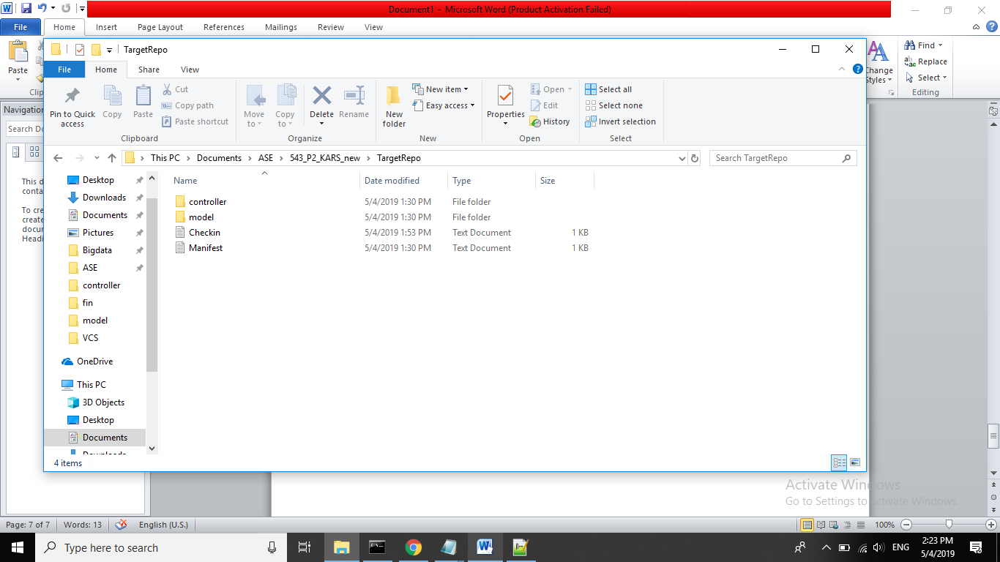 Document1 - Microsoft Word (Product Activation Failed)
File Home Insert Page Layout References Mailings Review View
TargetRepo
File Home Share View
Paste
Pin to Quick access
Copy
Paste
Cut
Copy path
Paste shortcut
Move to
Copy to
Delete
Rename
New folder
New item
Easy access
Properties
Open
Edit
History
Select all
Select none
Invert selection
Clipboard Organize New Open Select
Change Styles
Find
Replace
Select
Editing
This PC Documents ASE 543_P2_KARS_new TargetRepo
Search TargetRepo
Name Date modified Type Size
controller 5/4/2019 1:30 PM File folder
model 5/4/2019 1:30 PM File folder
Checkin 5/4/2019 1:53 PM Text Document 1 KB
Manifest 5/4/2019 1:30 PM Text Document 1 KB
Desktop
Downloads
Documents
Pictures
Bigdata
ASE
controller
fin
model
VCS
OneDrive
This PC
3D Objects
Desktop
Documents
Downloads
4 items
This d
conta
To cre
create
docum
Headi
Activate Windows
Go to Settings to activate Windows.
Page: 7 of 7 Words: 13 English (U.S.) 100%
Type here to search
ENG
2:23 PM
5/4/2019